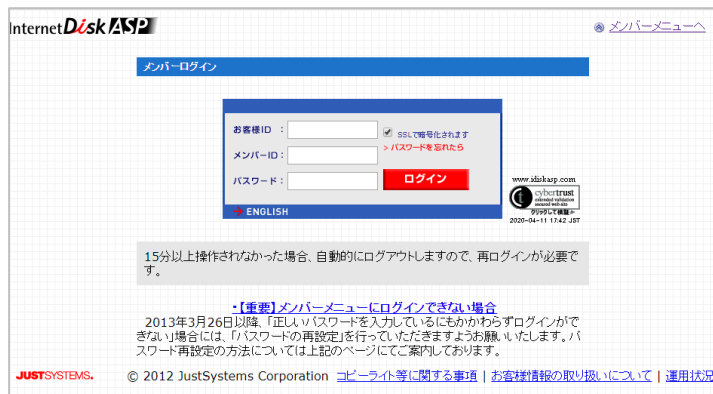 Internet Disk ASP
メンバーメニューへ
メンバーログイン
お客様ID :
SSLで暗号化されます
> パスワードを忘れたら
メンバーID:
パスワード:
ログイン
www.idiskasp.com
cybertrust
extended validation
secured web site
クリックして検証
2020-04-11 17:42 JST
ENGLISH
15分以上操作されなかった場合、自動的にログアウトしますので、再ログインが必要で
す。
・【重要】メンバーメニューにログインできない場合
2013年3月26日以降、「正しいパスワードを入力しているにもかかわらずログインがで
きない」場合には、「パスワードの再設定」を行っていただきますようお願いいたします。パ
スワード再設定の方法については上記のページにてご案内しております。
JUSTSYSTEMS.
© 2012 JustSystems Corporation コピーライト等に関する事項 | お客様情報の取り扱いについて | 運用状況